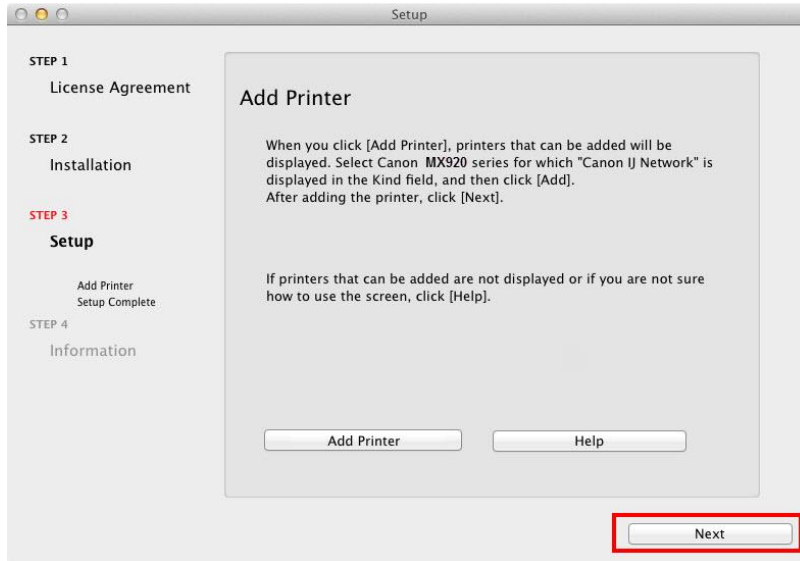 Setup
STEP 1
License Agreement
STEP 2
Installation
STEP 3
Setup
Add Printer
Setup Complete
STEP 4
Information
Add Printer
When you click [Add Printer], printers that can be added will be
displayed. Select Canon MX920 series for which "Canon IJ Network" is
displayed in the Kind field, and then click [Add].
After adding the printer, click [Next].
If printers that can be added are not displayed or if you are not sure
how to use the screen, click [Help].
Add Printer
Help
Next